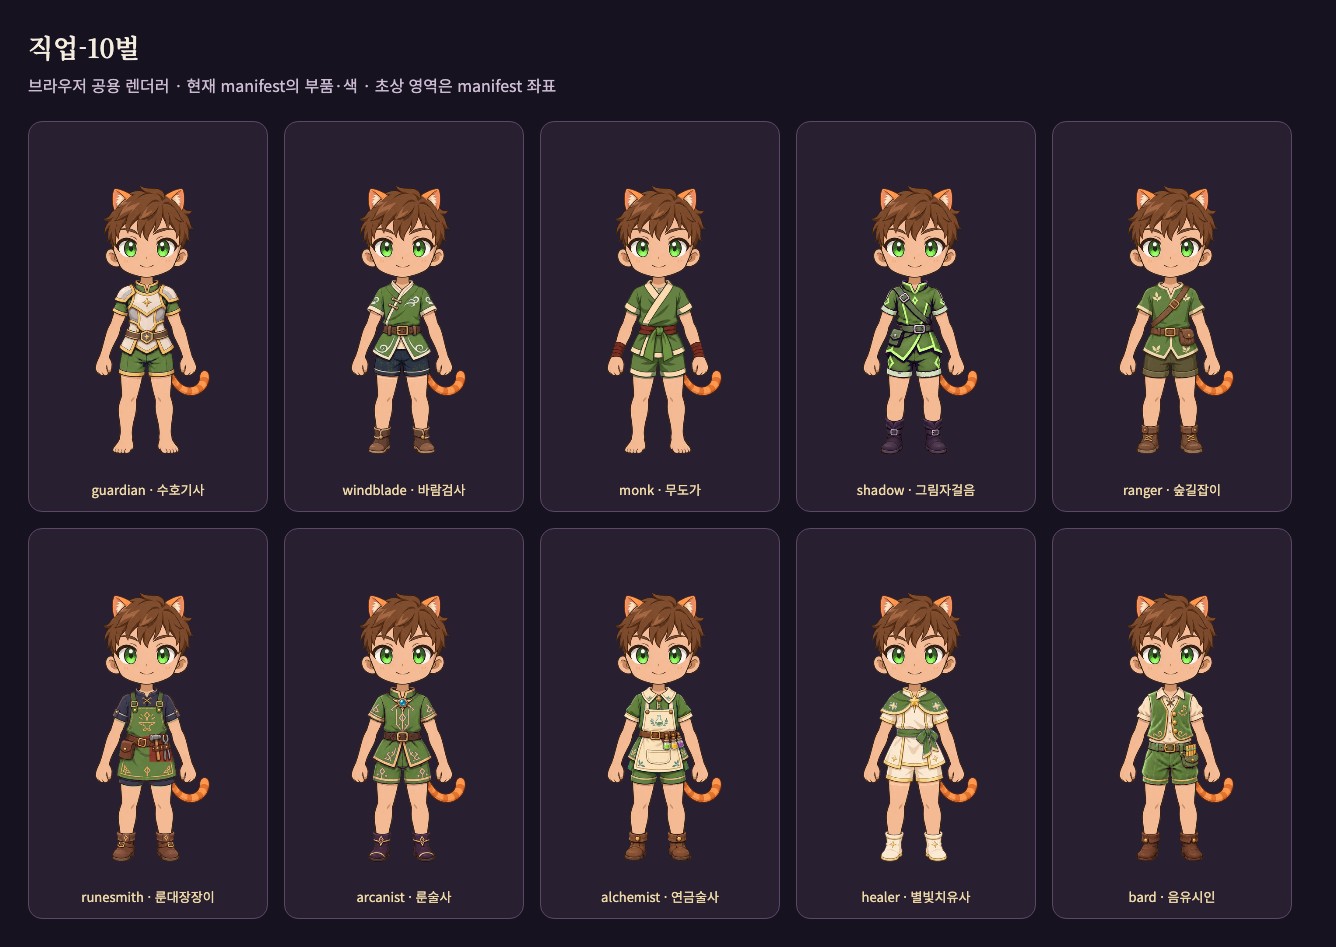 직업-10벌
브라우저 공용 렌더러 · 현재 manifest의 부품·색 · 초상 영역은 manifest 좌표
guardian · 수호기사
windblade · 바람검사
monk · 무도가
shadow · 그림자걸음
ranger · 숲길잡이
runesmith · 룬대장장이
arcanist · 룬술사
alchemist · 연금술사
healer · 별빛치유사
bard · 음유시인